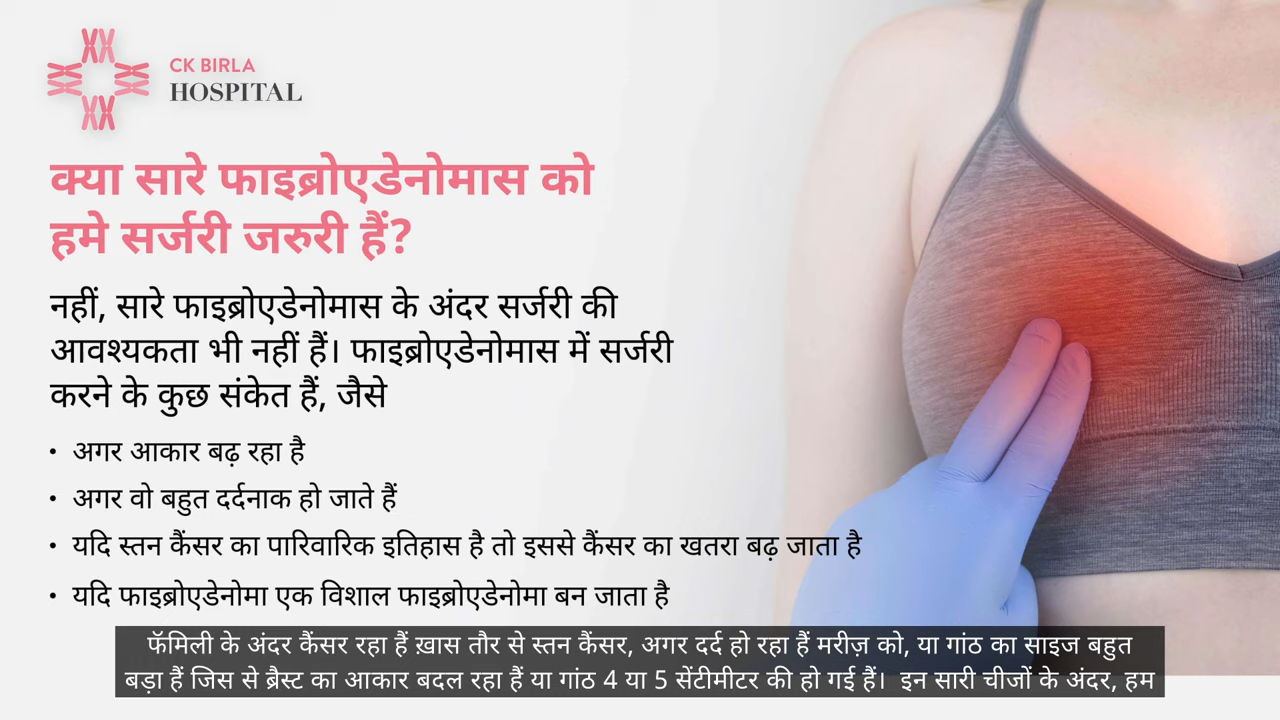 CK BIRLA
HOSPITAL
क्या सारे फाइब्रोएडेनोमास को
हमे सर्जरी जरुरी हैं?
नहीं, सारे फाइब्रोएडेनोमास के अंदर सर्जरी की
आवश्यकता भी नहीं हैं। फाइब्रोएडेनोमास में सर्जरी
करने के कुछ संकेत हैं, जैसे
• अगर आकार बढ़ रहा है
• अगर वो बहुत दर्दनाक हो जाते हैं
• यदि स्तन कैंसर का पारिवारिक इतिहास है तो इससे कैंसर का खतरा बढ़ जाता है
• यदि फाइब्रोएडेनोमा एक विशाल फाइब्रोएडेनोमा बन जाता है
फॅमिली के अंदर कैंसर रहा हैं ख़ास तौर से स्तन कैंसर, अगर दर्द हो रहा हैं मरीज़ को, या गांठ का साइज बहुत
बड़ा हैं जिस से ब्रैस्ट का आकार बदल रहा हैं या गांठ 4 या 5 सेंटीमीटर की हो गई हैं। इन सारी चीजों के अंदर, हम